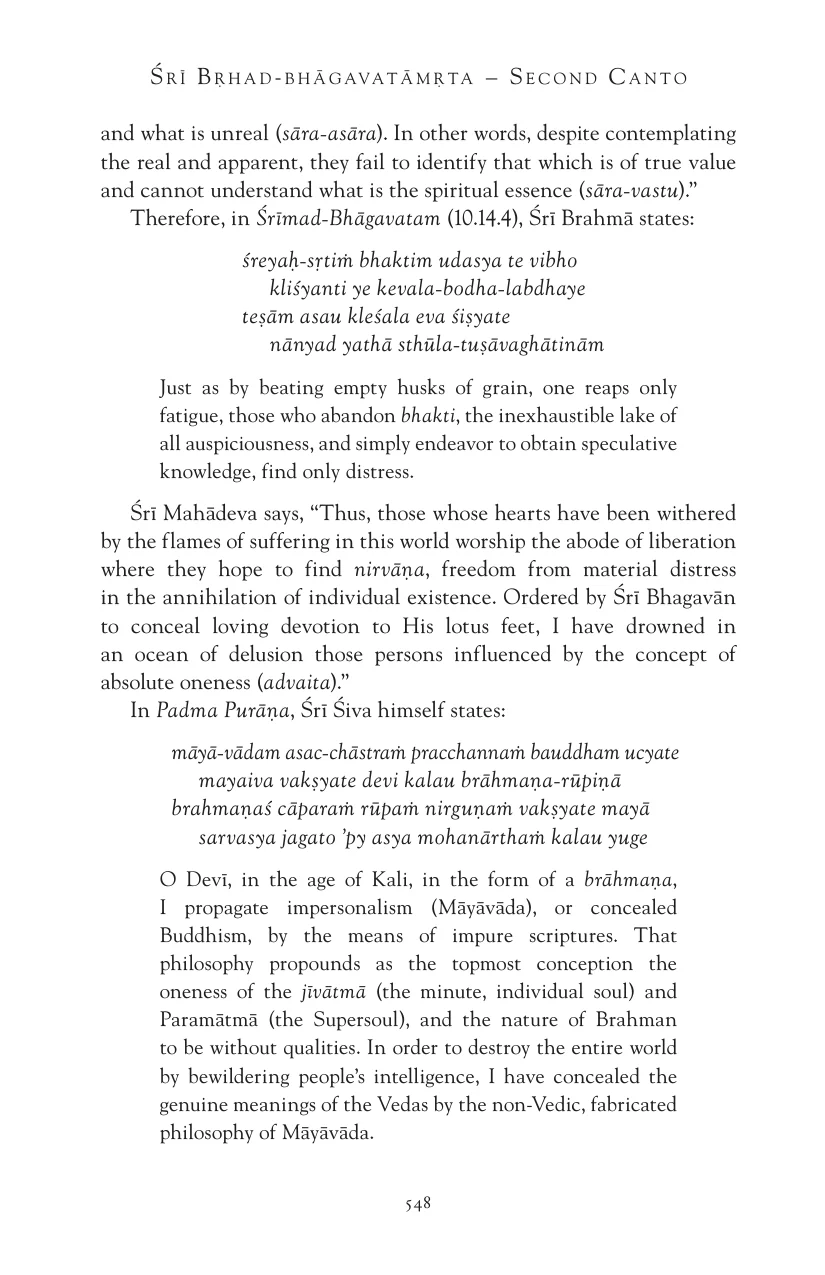 Śrī Bṛhad-bhāgavatāmṛta – Second Canto
and what is unreal (sāra-asāra). In other words, despite contemplating
the real and apparent, they fail to identify that which is of true value
and cannot understand what is the spiritual essence (sāra-vastu).”
Therefore, in Śrīmad-Bhāgavatam (10.14.4), Śrī Brahmā states:
śreyaḥ-sṛtiṁ bhaktim udasya te vibho
kliśyanti ye kevala-bodha-labdhaye
teṣām asau kleśala eva śiṣyate
nānyad yathā sthūla-tuṣāvaghātinām
Just as by beating empty husks of grain, one reaps only
fatigue, those who abandon bhakti, the inexhaustible lake of
all auspiciousness, and simply endeavor to obtain speculative
knowledge, find only distress.
Śrī Mahādeva says, “Thus, those whose hearts have been withered
by the flames of suffering in this world worship the abode of liberation
where they hope to find nirvāṇa, freedom from material distress
in the annihilation of individual existence. Ordered by Śrī Bhagavān
to conceal loving devotion to His lotus feet, I have drowned in
an ocean of delusion those persons influenced by the concept of
absolute oneness (advaita).”
In Padma Purāṇa, Śrī Śiva himself states:
māyā-vādam asac-chāstraṁ pracchannaṁ bauddham ucyate
mayaiva vakṣyate devi kalau brāhmaṇa-rūpiṇā
brahmaṇaś cāparaṁ rūpaṁ nirguṇaṁ vakṣyate mayā
sarvasya jagato ’py asya mohanārthaṁ kalau yuge
O Devī, in the age of Kali, in the form of a brāhmaṇa,
I propagate impersonalism (Māyāvāda), or concealed
Buddhism, by the means of impure scriptures. That
philosophy propounds as the topmost conception the
oneness of the jīvātmā (the minute, individual soul) and
Paramātmā (the Supersoul), and the nature of Brahman
to be without qualities. In order to destroy the entire world
by bewildering people’s intelligence, I have concealed the
genuine meanings of the Vedas by the non-Vedic, fabricated
philosophy of Māyāvāda.
548